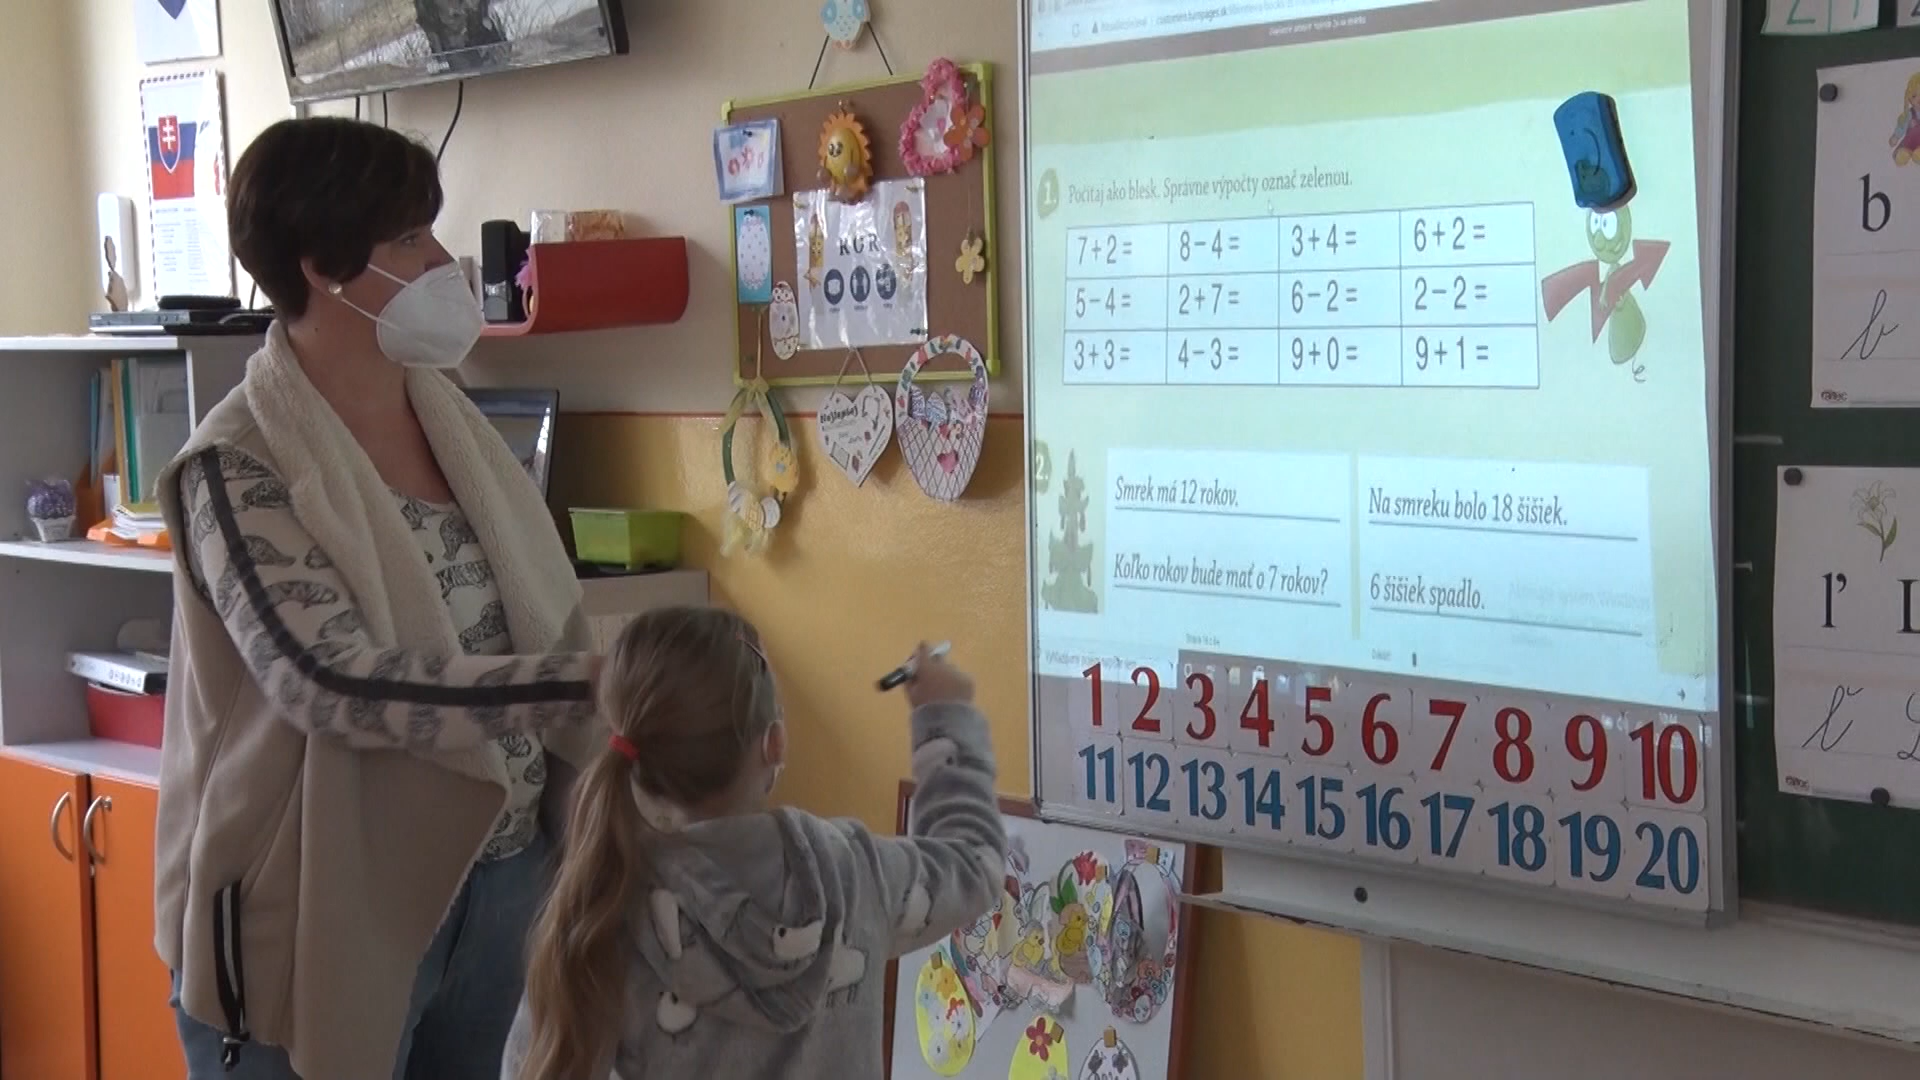 1. Počítaj ako blesk. Správne výpočty označ zelenou.
7+2= 8-4= 3+4= 6+2=
5-4= 2+7= 6-2= 2-2=
3+3= 4-3= 9+0= 9+1=
2.
Smrek má 12 rokov.
Koľko rokov bude mať o 7 rokov?
Na smreku bolo 18 šišiek.
6 šišiek spadlo.
1 2 3 4 5 6 7 8 9 10
11 12 13 14 15 16 17 18 19 20
b
b
ľ
ľ
ROR